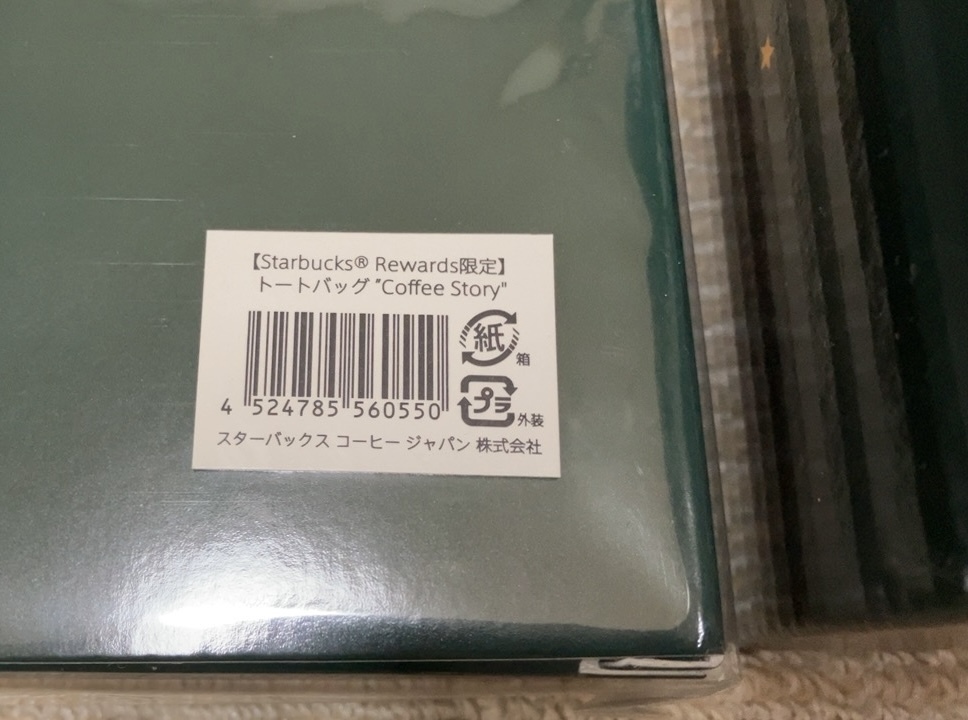 【Starbucks® Rewards限定】
トートバッグ "Coffee Story"
紙
箱
4 524785 560550
プラ
外装
スターバックス コーヒー ジャパン 株式会社